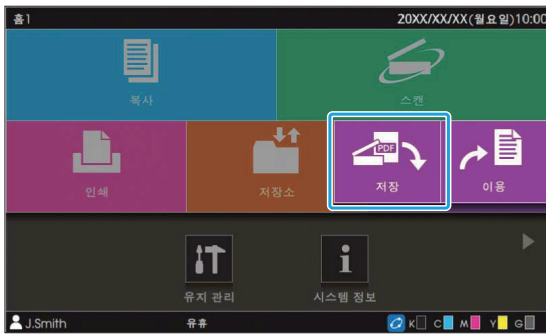 홈1
20XX/XX/XX(월요일)10:00
복사
스캔
인쇄
저장소
PDF
저장
이용
유지 관리
시스템 정보
J.Smith
유휴
K C M Y G